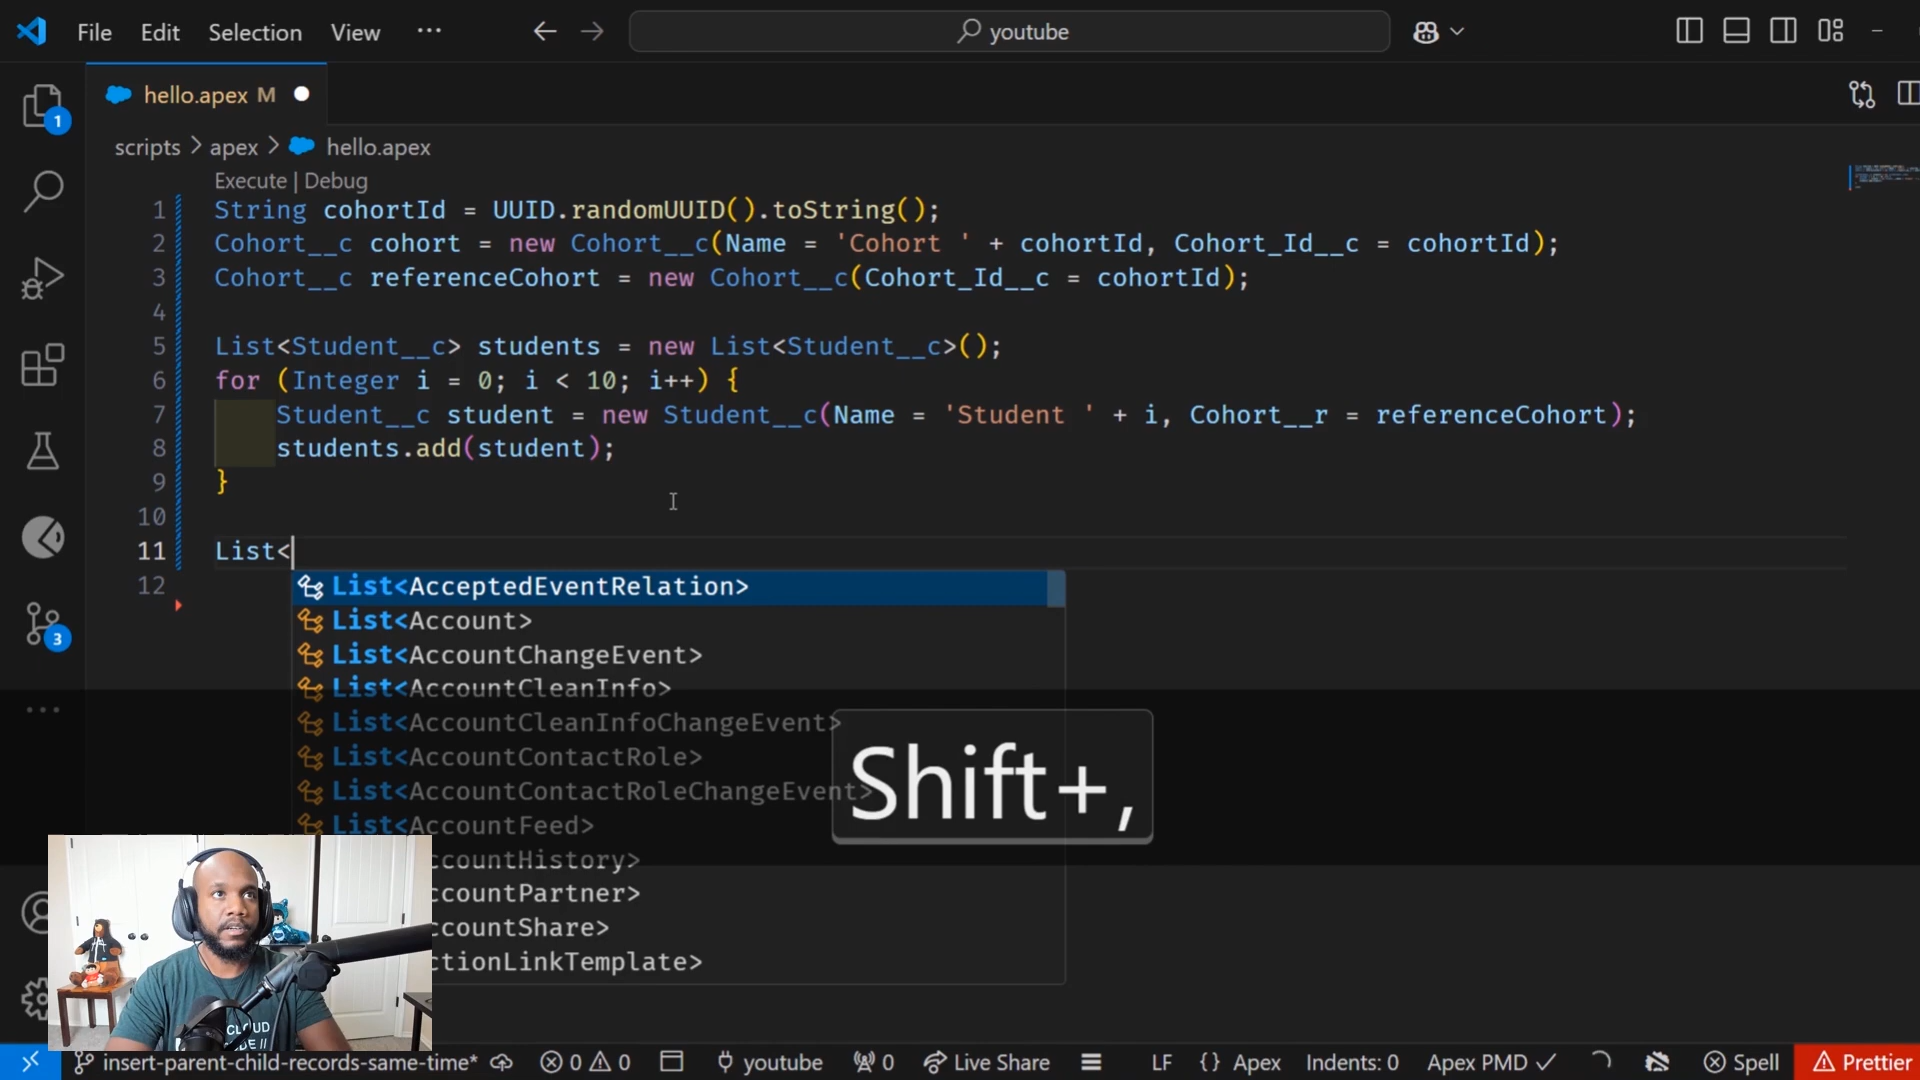 File Edit Selection View ...
youtube
1
hello.apex M
scripts > apex > hello.apex
Execute | Debug
1 String cohortId = UUID.randomUUID().toString();
2 Cohort__c cohort = new Cohort__c(Name = 'Cohort ' + cohortId, Cohort_Id__c = cohortId);
3 Cohort__c referenceCohort = new Cohort__c(Cohort_Id__c = cohortId);
4
5 List<Student__c> students = new List<Student__c>();
6 for (Integer i = 0; i < 10; i++) {
7 Student__c student = new Student__c(Name = 'Student ' + i, Cohort__r = referenceCohort);
8 students.add(student);
9 }
10
11 List<
12
List<AcceptedEventRelation>
List<Account>
List<AccountChangeEvent>
3
List<AccountCleanInfo>
List<AccountCleanInfoChangeEvent>
List<AccountContactRole>
List<AccountContactRoleChangeEvent>
List<AccountFeed>
ccountHistory>
ccountPartner>
ccountShare>
ctionLinkTemplate>
Shift+,
CLOUD
insert-parent-child-records-same-time* 0 0 youtube 0 Live Share LF {} Apex Indents: 0 Apex PMD Spell Prettier